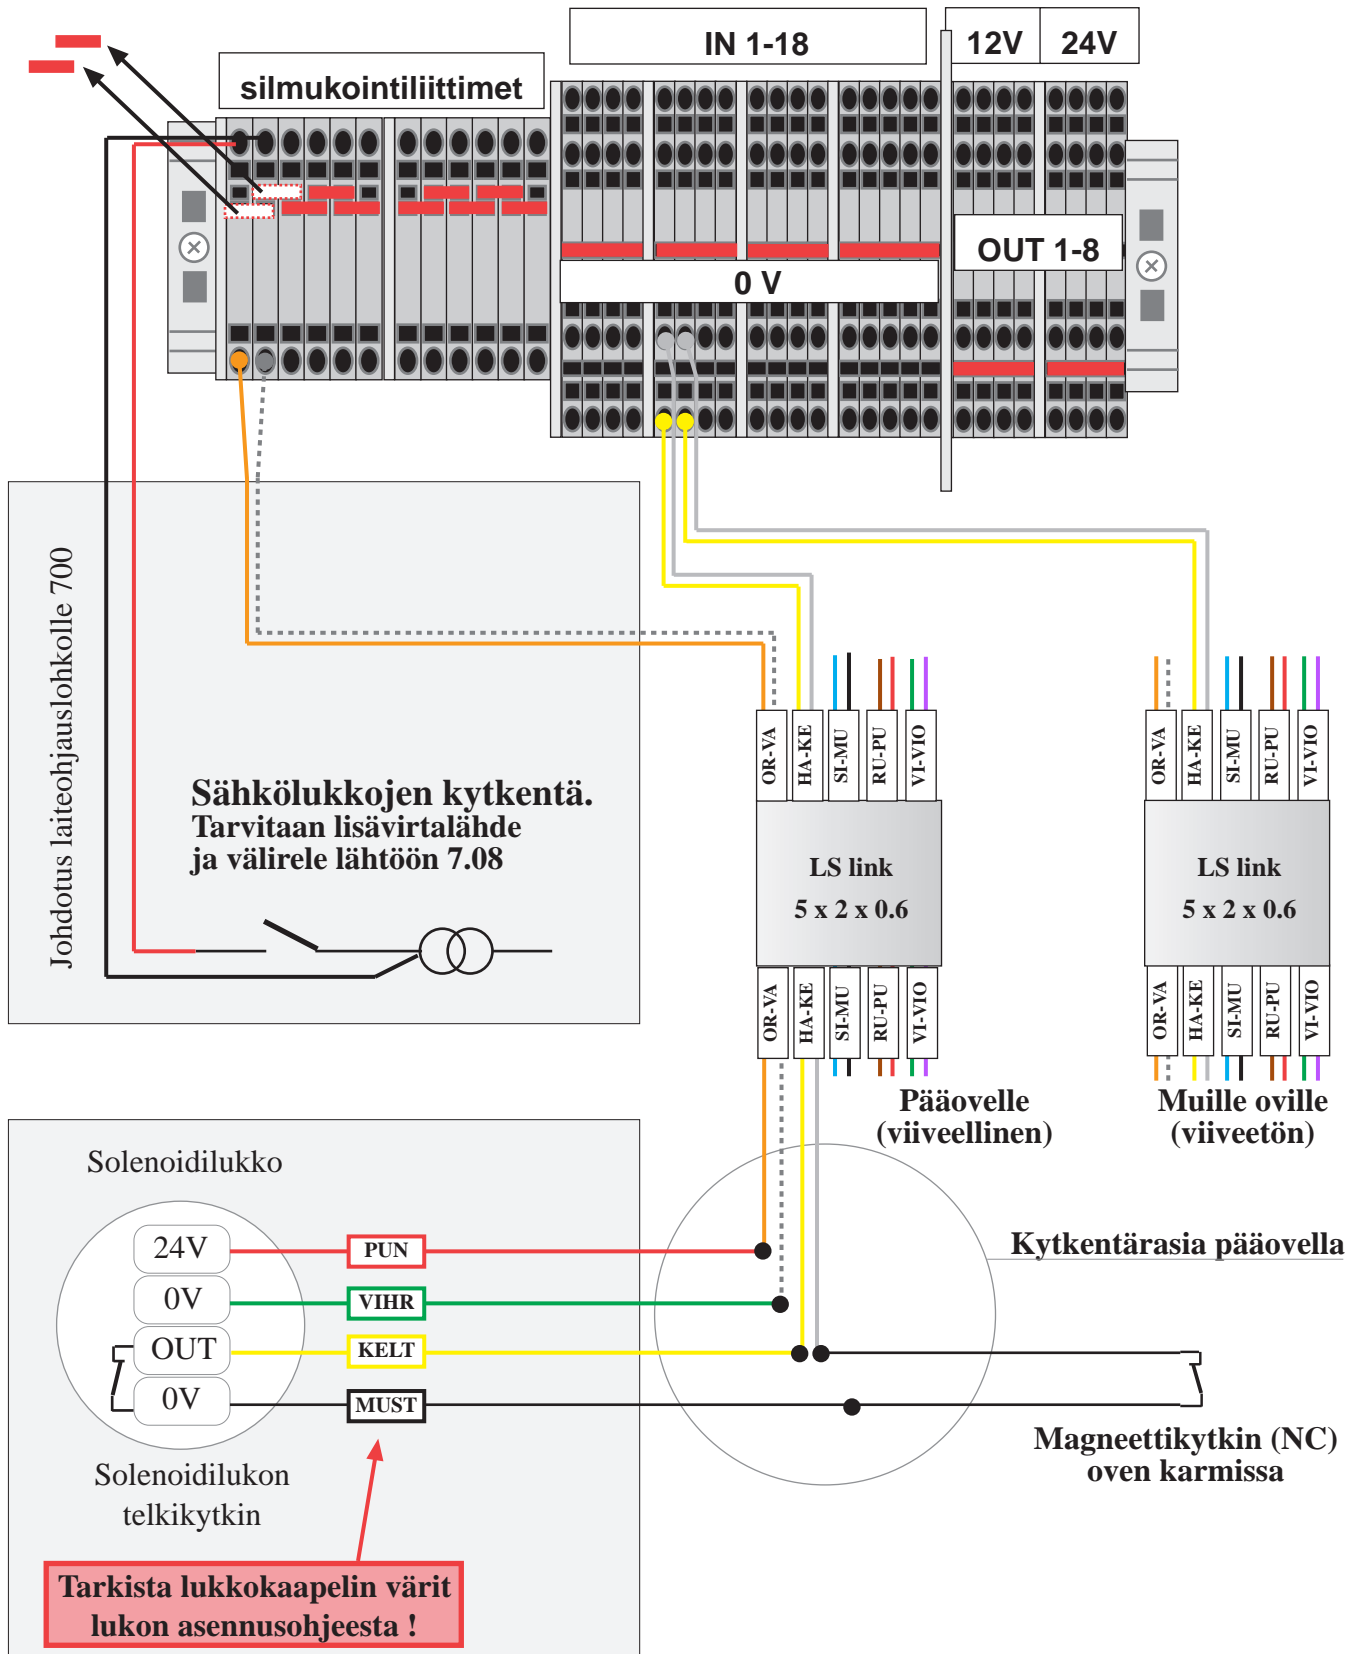 IN 1-18
12V
24V
silmukointiliittimet
OUT 1-8
0 V
Johdotus laiteohjauslohkolle 700
Sähkölukkojen kytkentä.
Tarvitaan lisävirtalähde
ja välirele lähtöön 7.08
OR-VA
HA-KE
SI-MU
RU-PU
VI-VIO
LS link
5 x 2 x 0.6
OR-VA
HA-KE
SI-MU
RU-PU
VI-VIO
Pääovelle
(viiveellinen)
OR-VA
HA-KE
SI-MU
RU-PU
VI-VIO
LS link
5 x 2 x 0.6
OR-VA
HA-KE
SI-MU
RU-PU
VI-VIO
Muille oville
(viiveetön)
Solenoidilukko
24V
PUN
0V
VIHR
OUT
KELT
0V
MUST
Kytkentärasia pääovella
Magneettikytkin (NC)
oven karmissa
Solenoidilukon
telkikytkin
Tarkista lukkokaapelin värit
lukon asennusohjeesta !